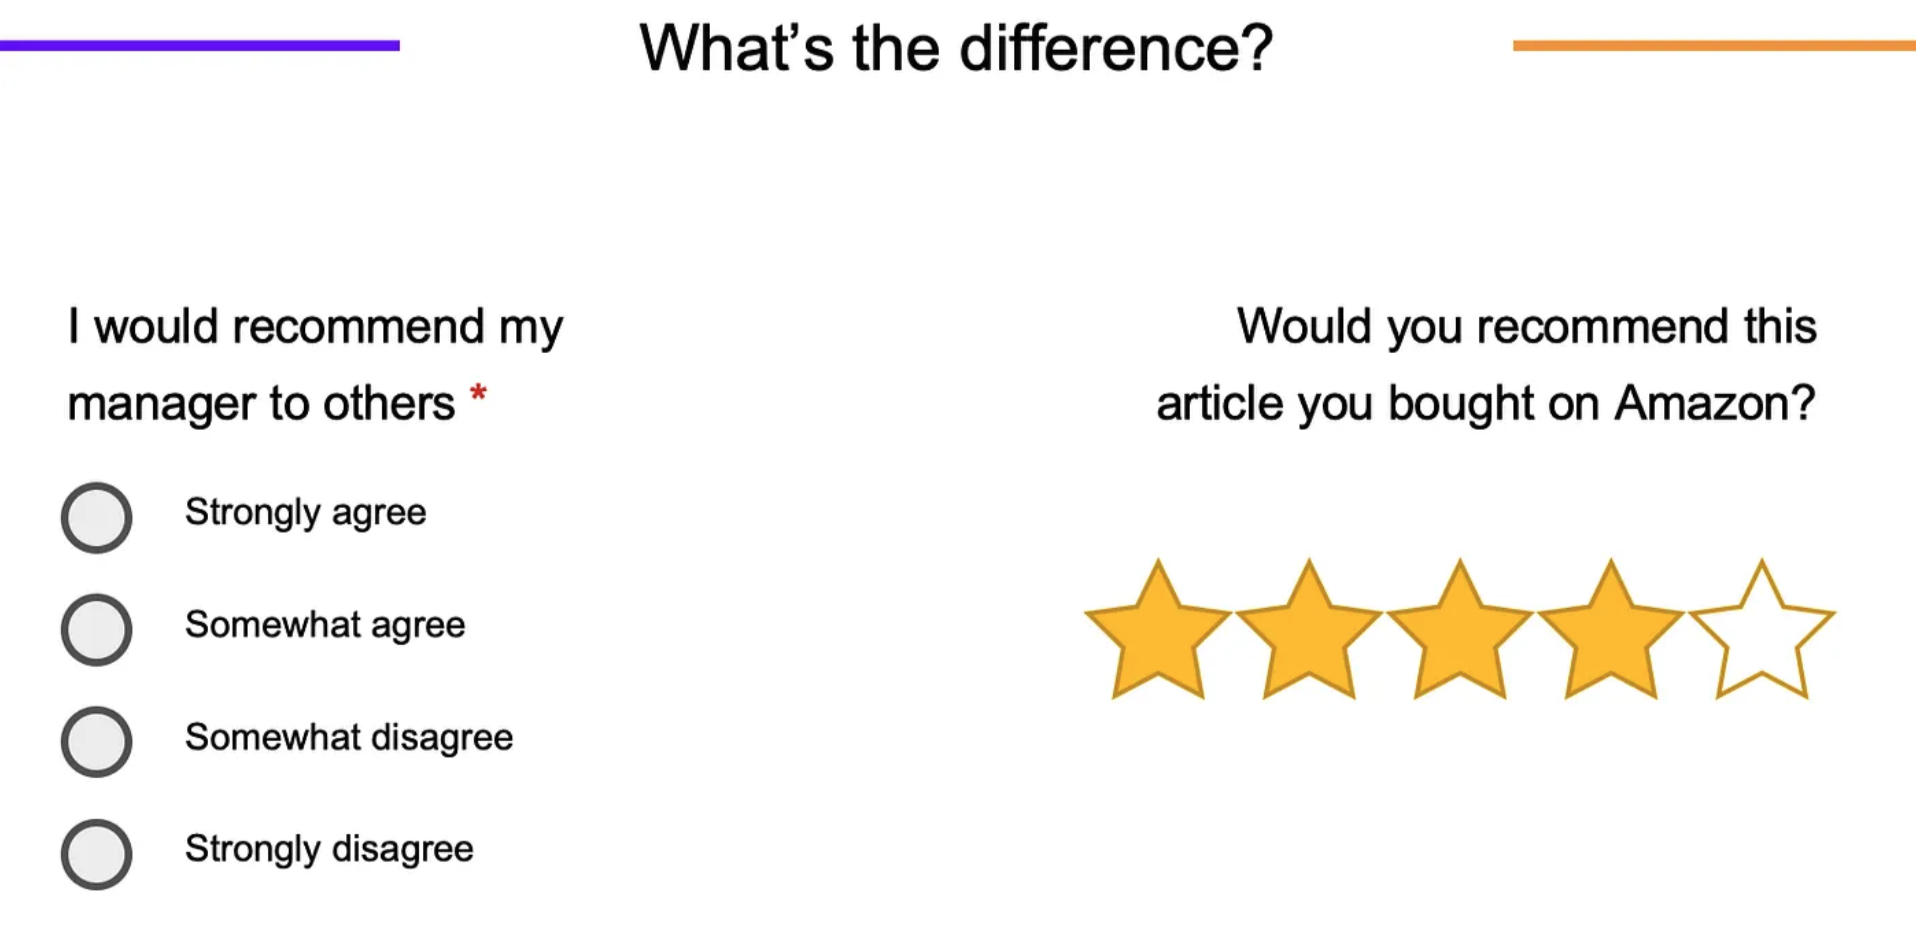 What’s the difference?
I would recommend my
manager to others *
Strongly agree
Somewhat agree
Somewhat disagree
Strongly disagree
Would you recommend this
article you bought on Amazon?